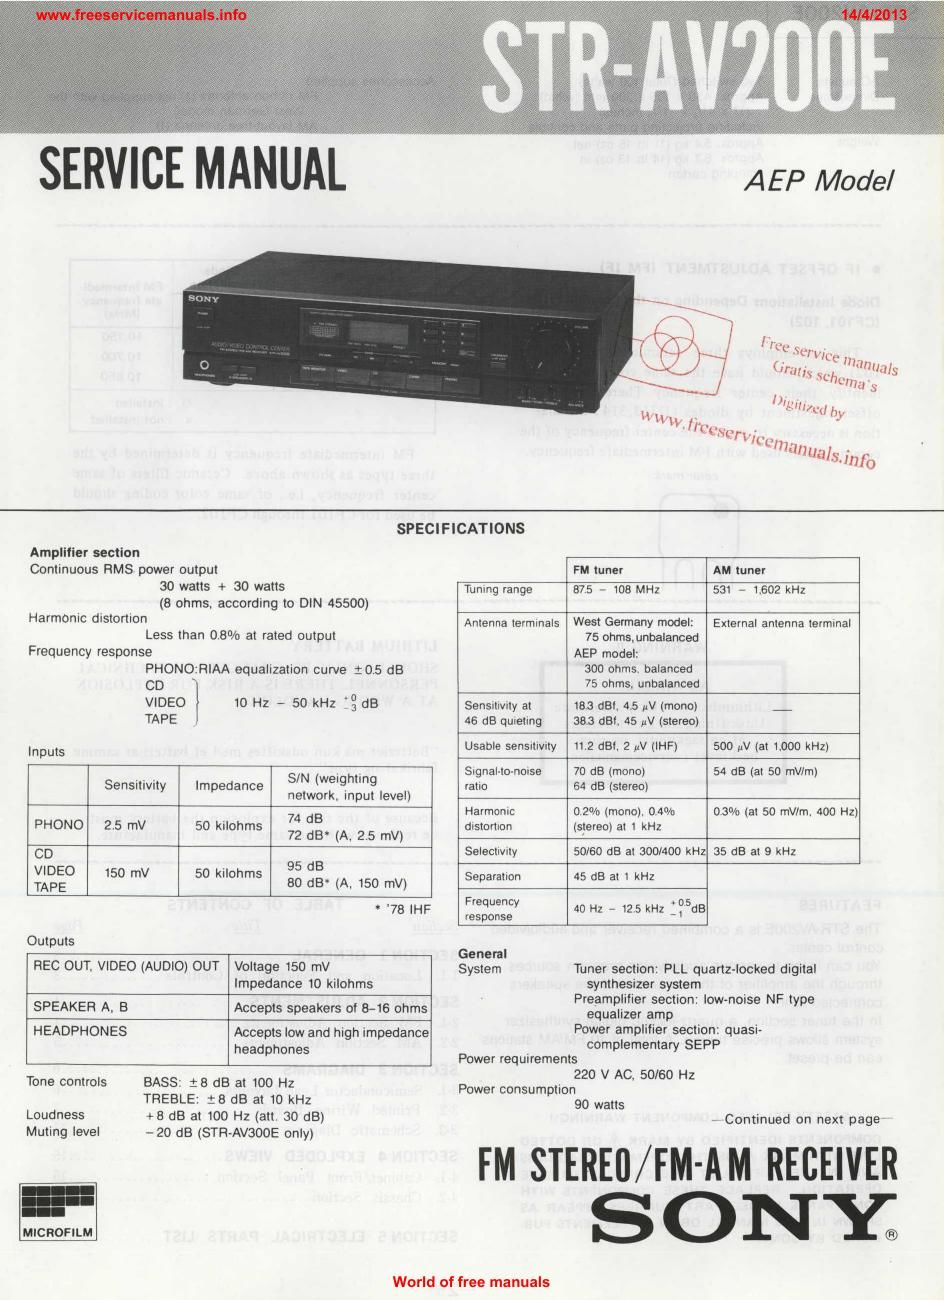 www.freeservicemanuals.info
14/4/2013
STR-AV200E
SERVICE MANUAL
AEP Model
SONY
Free service manuals
Gratis schema's
Digitized by
www.freeservicemanuals.info
SPECIFICATIONS
Amplifier section
Continuous RMS power output
30 watts + 30 watts
(8 ohms, according to DIN 45500)
Harmonic distortion
Less than 0.8% at rated output
Frequency response
PHONO:RIAA equalization curve ±0.5 dB
CD
VIDEO 10 Hz – 50 kHz +0 −3 dB
TAPE
Inputs
Sensitivity Impedance S/N (weighting network, input level)
PHONO 2.5 mV 50 kilohms 74 dB
72 dB* (A, 2.5 mV)
CD
VIDEO 150 mV 50 kilohms 95 dB
TAPE 80 dB* (A, 150 mV)
* '78 IHF
Outputs
REC OUT, VIDEO (AUDIO) OUT Voltage 150 mV
Impedance 10 kilohms
SPEAKER A, B Accepts speakers of 8–16 ohms
HEADPHONES Accepts low and high impedance
headphones
Tone controls BASS: ±8 dB at 100 Hz
TREBLE: ±8 dB at 10 kHz
Loudness +8 dB at 100 Hz (att. 30 dB)
Muting level −20 dB (STR-AV300E only)
FM tuner AM tuner
Tuning range 87.5 – 108 MHz 531 – 1,602 kHz
Antenna terminals West Germany model: External antenna terminal
75 ohms, unbalanced
AEP model:
300 ohms, balanced
75 ohms, unbalanced
Sensitivity at 18.3 dBf, 4.5 μV (mono) —
46 dB quieting 38.3 dBf, 45 μV (stereo)
Usable sensitivity 11.2 dBf, 2 μV (IHF) 500 μV (at 1,000 kHz)
Signal-to-noise 70 dB (mono) 54 dB (at 50 mV/m)
ratio 64 dB (stereo)
Harmonic 0.2% (mono), 0.4% 0.3% (at 50 mV/m, 400 Hz)
distortion (stereo) at 1 kHz
Selectivity 50/60 dB at 300/400 kHz 35 dB at 9 kHz
Separation 45 dB at 1 kHz
Frequency 40 Hz – 12.5 kHz +0.5 −1 dB
response
General
System Tuner section: PLL quartz-locked digital
synthesizer system
Preamplifier section: low-noise NF type
equalizer amp
Power amplifier section: quasi-
complementary SEPP
Power requirements
220 V AC, 50/60 Hz
Power consumption
90 watts
—Continued on next page—
FM STEREO/FM-AM RECEIVER
SONY®
MICROFILM
World of free manuals